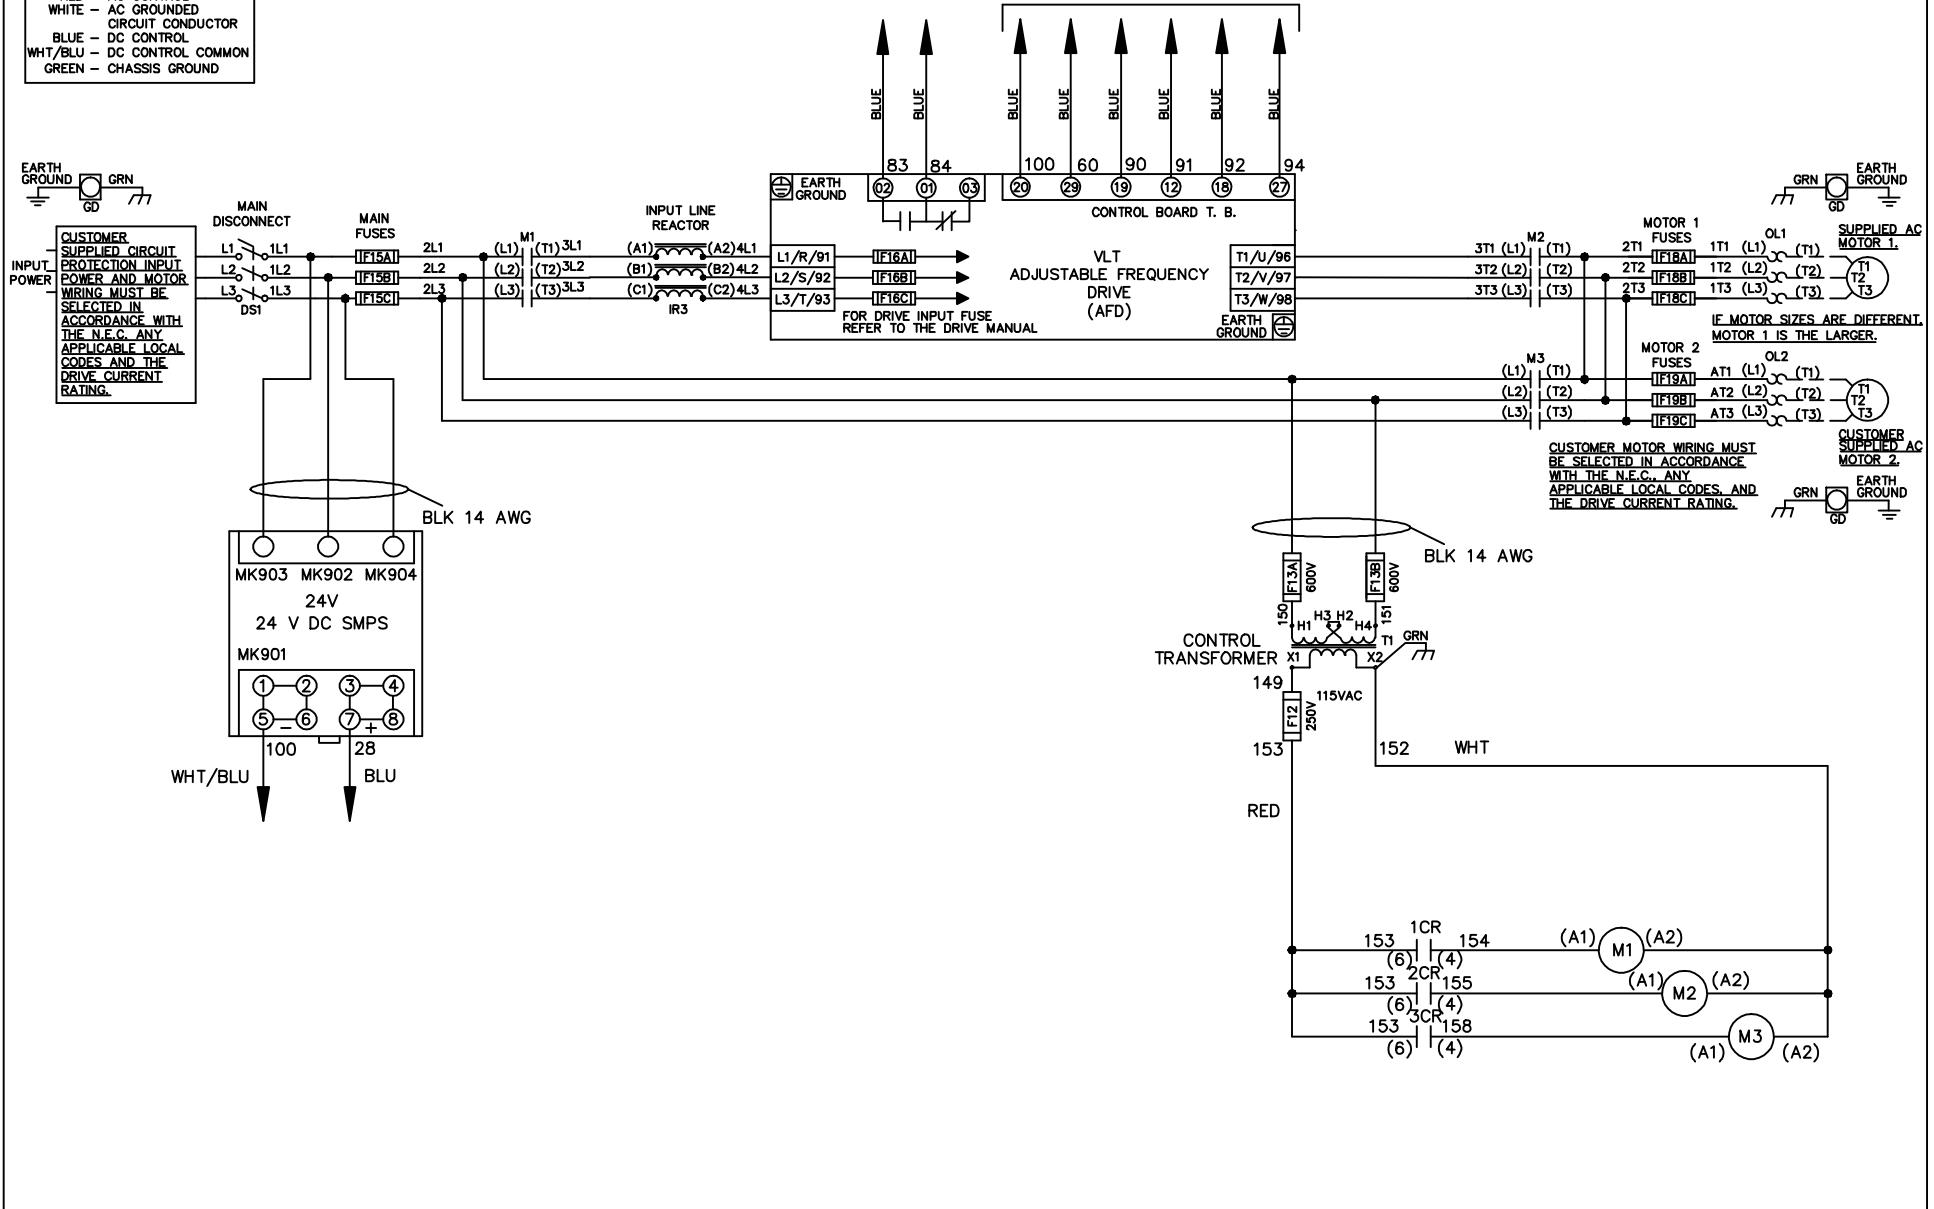 WHITE – AC GROUNDED
CIRCUIT CONDUCTOR
BLUE – DC CONTROL
WHT/BLU – DC CONTROL COMMON
GREEN – CHASSIS GROUND
BLUE
BLUE
BLUE
BLUE
BLUE
BLUE
BLUE
BLUE
83
84
100
60
90
91
92
94
EARTH
GROUND
GRN
GD
EARTH
GROUND
02
01
03
20
29
19
12
18
27
CONTROL BOARD T. B.
GRN
EARTH
GROUND
GD
MAIN
DISCONNECT
MAIN
FUSES
INPUT LINE
REACTOR
MOTOR 1
FUSES
INPUT
POWER
CUSTOMER
SUPPLIED CIRCUIT
PROTECTION INPUT
POWER AND MOTOR
WIRING MUST BE
SELECTED IN
ACCORDANCE WITH
THE N.E.C. ANY
APPLICABLE LOCAL
CODES AND THE
DRIVE CURRENT
RATING.
L1 1L1
L2 1L2
L3 1L3
DS1
F15A
F15B
F15C
2L1
2L2
2L3
M1
(L1) (T1) 3L1
(L2) (T2) 3L2
(L3) (T3) 3L3
(A1) (A2) 4L1
(B1) (B2) 4L2
(C1) (C2) 4L3
IR3
L1/R/91
L2/S/92
L3/T/93
F16A
F16B
F16C
FOR DRIVE INPUT FUSE
REFER TO THE DRIVE MANUAL
VLT
ADJUSTABLE FREQUENCY
DRIVE
(AFD)
T1/U/96
T2/V/97
T3/W/98
EARTH
GROUND
M2
3T1 (L1) (T1)
3T2 (L2) (T2)
3T3 (L3) (T3)
2T1 F18A 1T1 (L1) (T1)
2T2 F18B 1T2 (L2) (T2)
2T3 F18C 1T3 (L3) (T3)
OL1
SUPPLIED AC
MOTOR 1.
T1
T2
T3
IF MOTOR SIZES ARE DIFFERENT,
MOTOR 1 IS THE LARGER.
MOTOR 2
FUSES
OL2
M3
(L1) (T1)
(L2) (T2)
(L3) (T3)
F19A AT1 (L1) (T1)
F19B AT2 (L2) (T2)
F19C AT3 (L3) (T3)
T1
T2
T3
CUSTOMER
SUPPLIED AC
MOTOR 2.
CUSTOMER MOTOR WIRING MUST
BE SELECTED IN ACCORDANCE
WITH THE N.E.C., ANY
APPLICABLE LOCAL CODES, AND
THE DRIVE CURRENT RATING.
GRN
EARTH
GROUND
GD
BLK 14 AWG
MK903 MK902 MK904
24V
24 V DC SMPS
MK901
1 2 3 4
5 – 6 7 + 8
100
28
WHT/BLU
BLU
BLK 14 AWG
F13A
600V
F13B
600V
150
151
H1 H3 H2 H4
T1
GRN
CONTROL
TRANSFORMER
X1 X2
149
115VAC
F12
250V
153
152
WHT
RED
1CR
153 154
(6) (4)
(A1) M1 (A2)
2CR
153 155
(6) (4)
(A1) M2 (A2)
3CR
153 158
(6) (4)
(A1) M3 (A2)